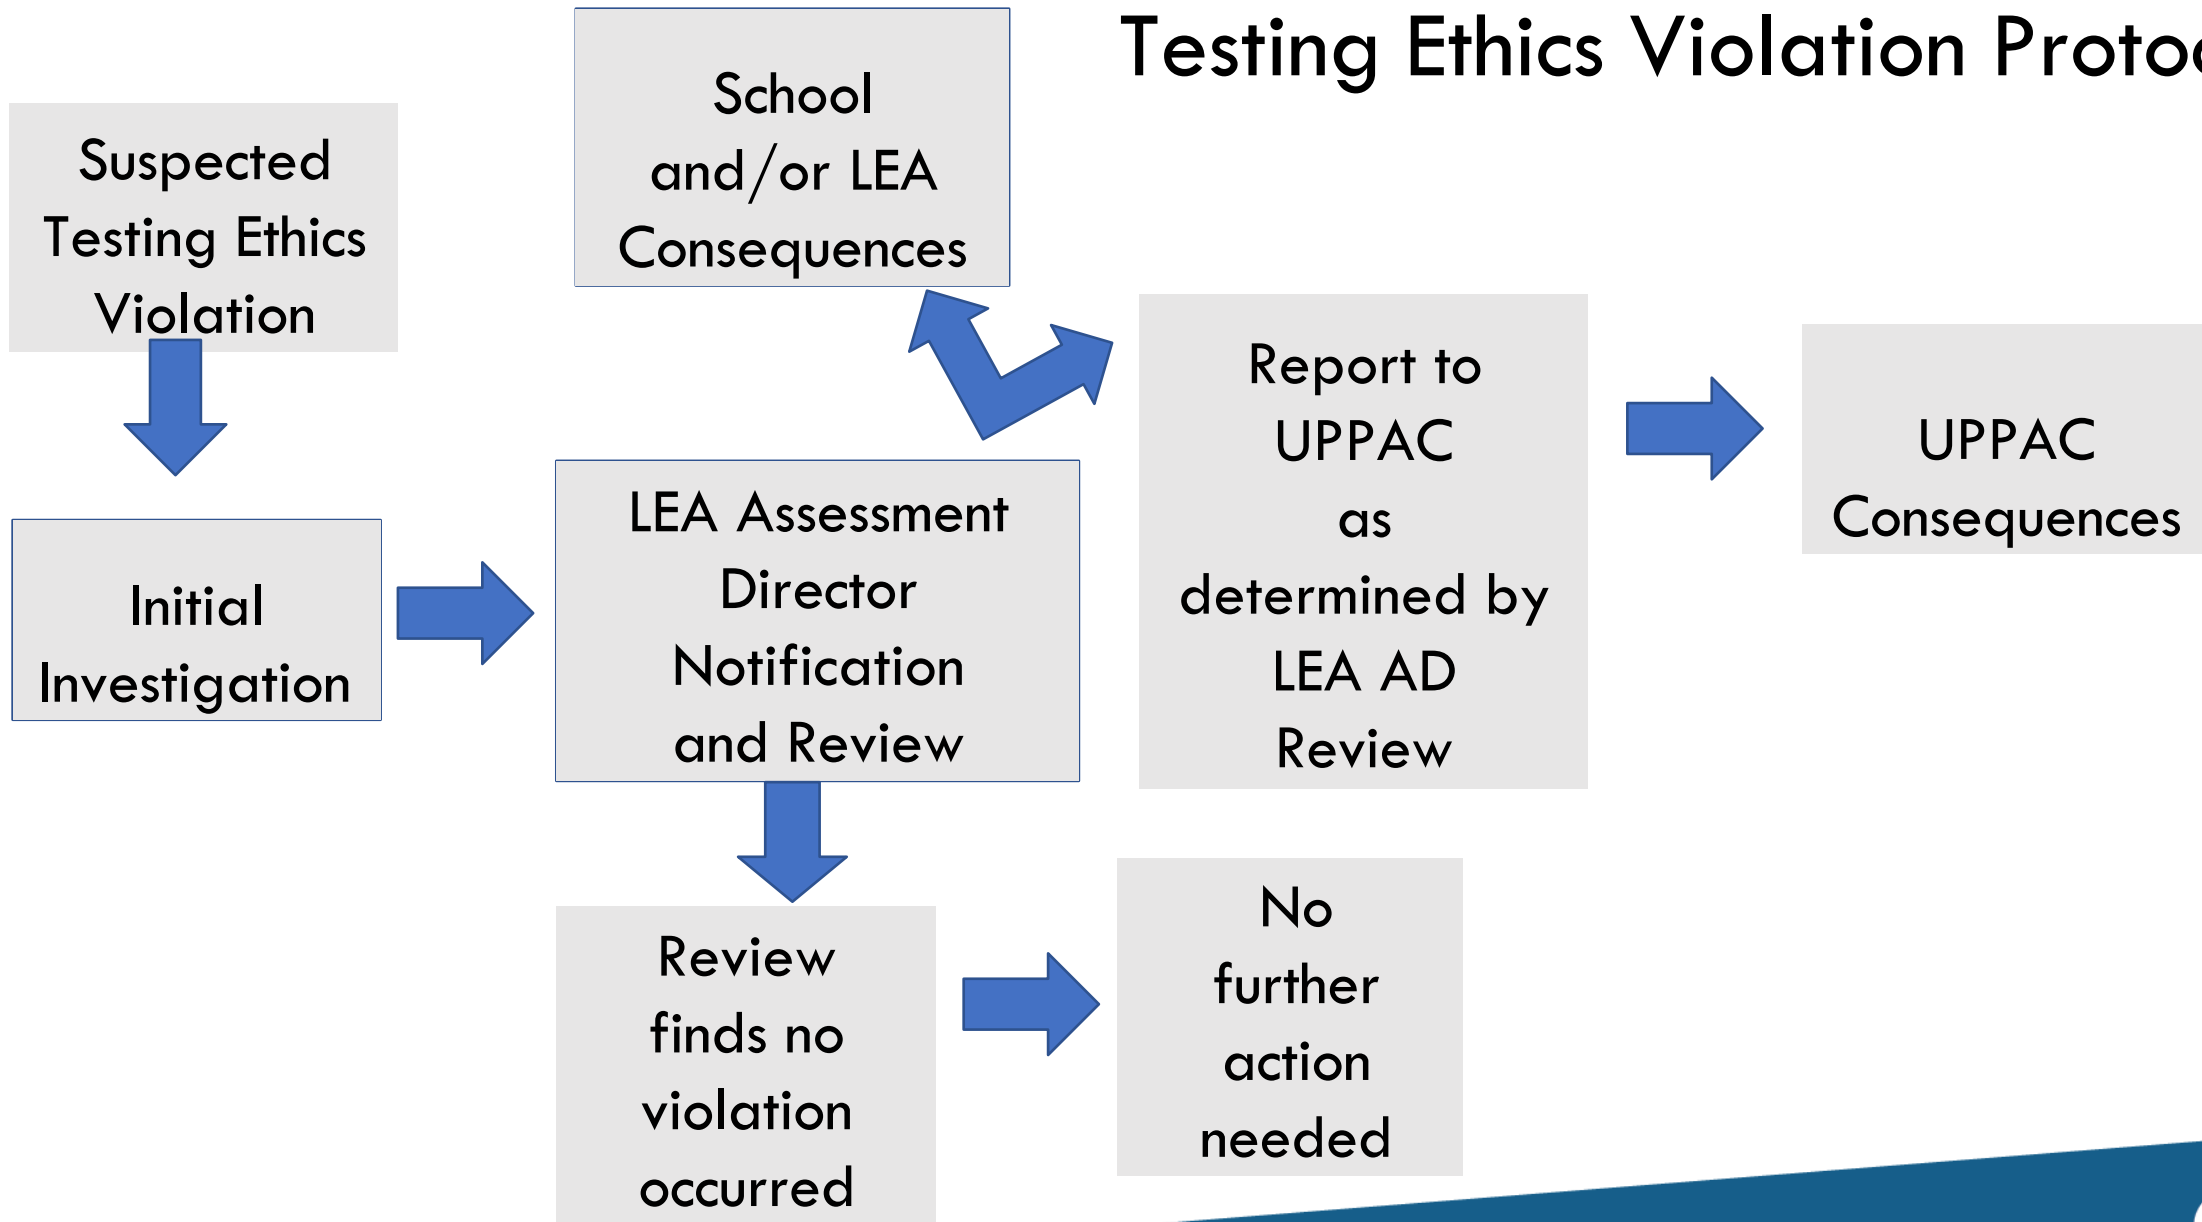 Testing Ethics Violation
Suspected
Testing Ethics
Violation
School
and/or LEA
Consequences
Initial
Investigation
LEA Assessment
Director
Notification
and Review
Report to
UPPAC
as
determined by
LEA AD
Review
UPPAC
Consequences
Review
finds no
violation
occurred
No
further
action
needed